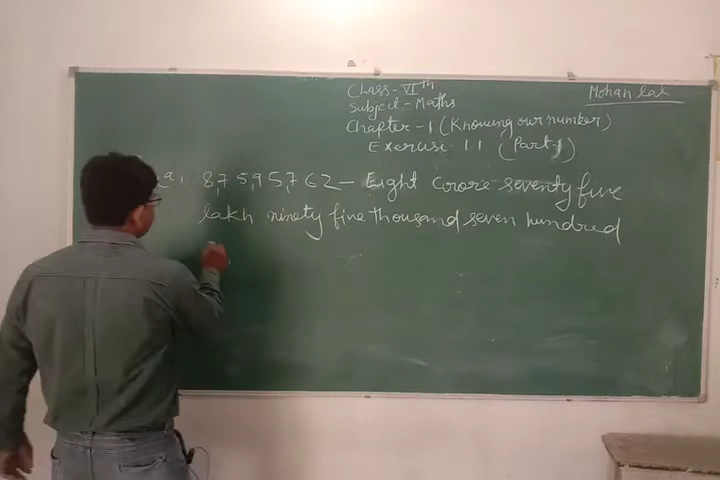 Class - VIth
Mohan lal
Subject - Maths
Chapter - 1 (Knowing our number)
Exercise 1.1 (Part-1)
a, 8,75,95,762 - Eight crore seventy five
lakh ninety five thousand seven hundred